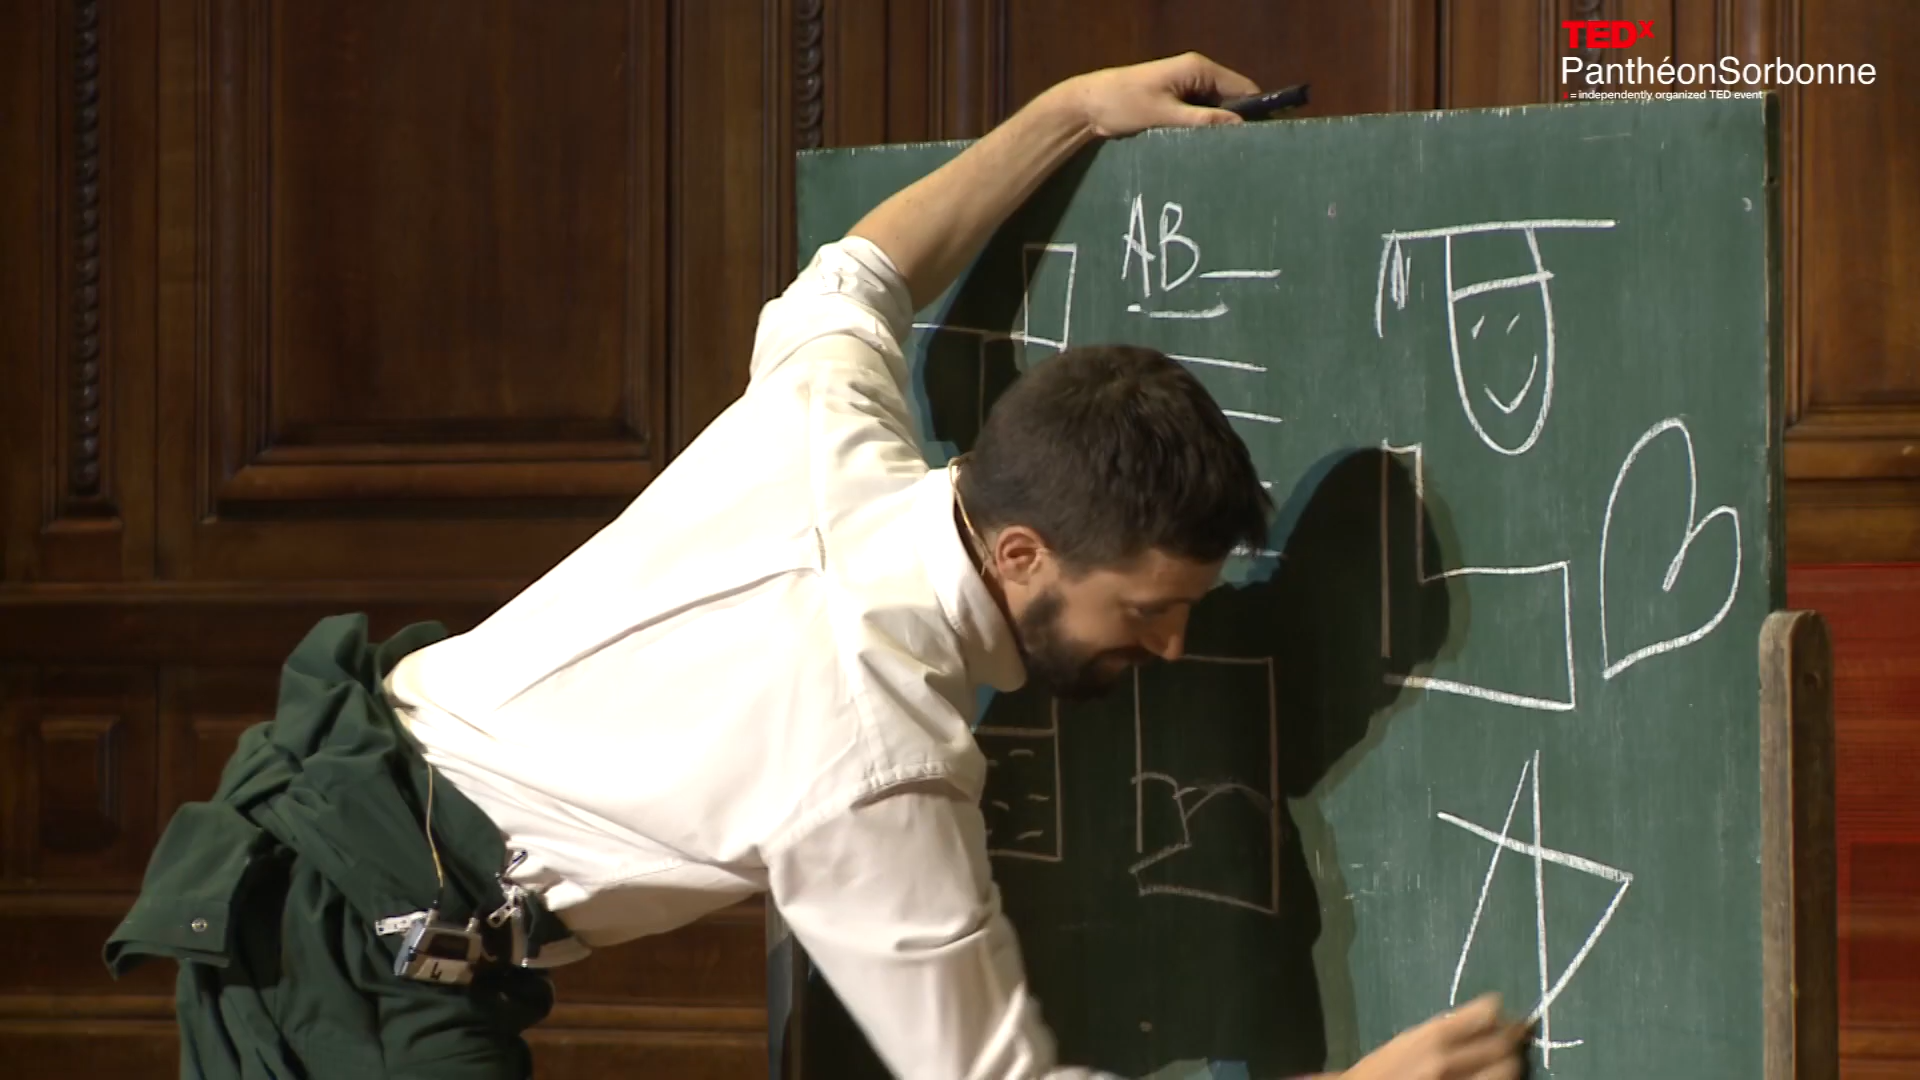 TEDx
PanthéonSorbonne
x = independently organized TED event
AB